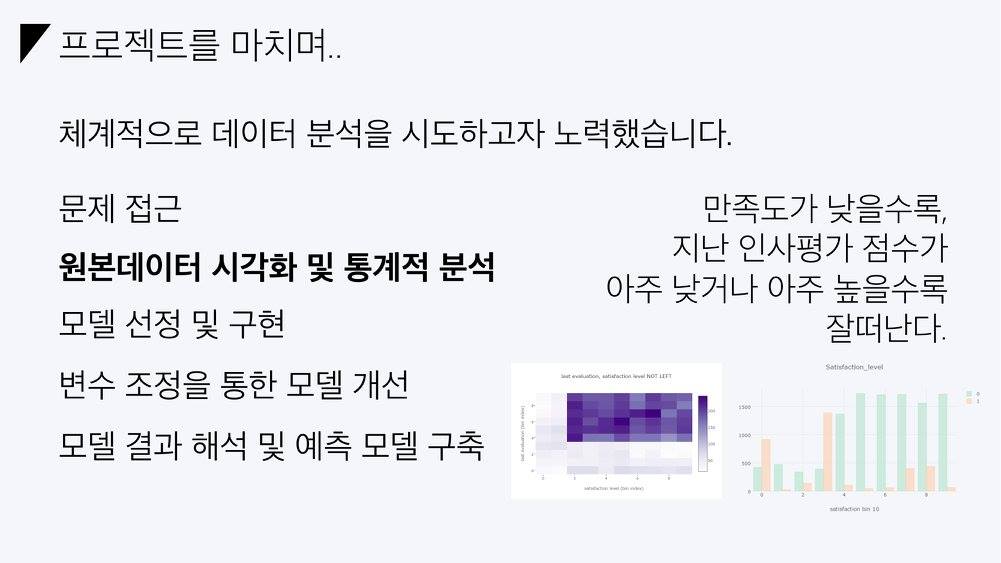 프로젝트를 마치며..
체계적으로 데이터 분석을 시도하고자 노력했습니다.
문제 접근
원본데이터 시각화 및 통계적 분석
모델 선정 및 구현
변수 조정을 통한 모델 개선
모델 결과 해석 및 예측 모델 구축
만족도가 낮을수록,
지난 인사평가 점수가
아주 낮거나 아주 높을수록
잘떠난다.
last evaluation, satisfaction level NOT LEFT
last evaluation (bin index)
0 2 4 6 8
satisfaction level (bin index)
Satisfaction_level
0
1
1500
1000
500
0
0 2 4 6 8
satisfaction bin 10